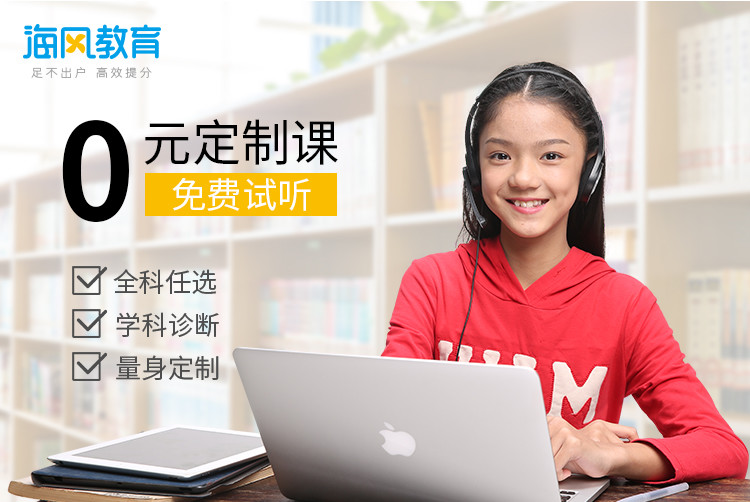 海风教育
足不出户 高效提分
0元定制课
免费试听
全科任选
学科诊断
量身定制